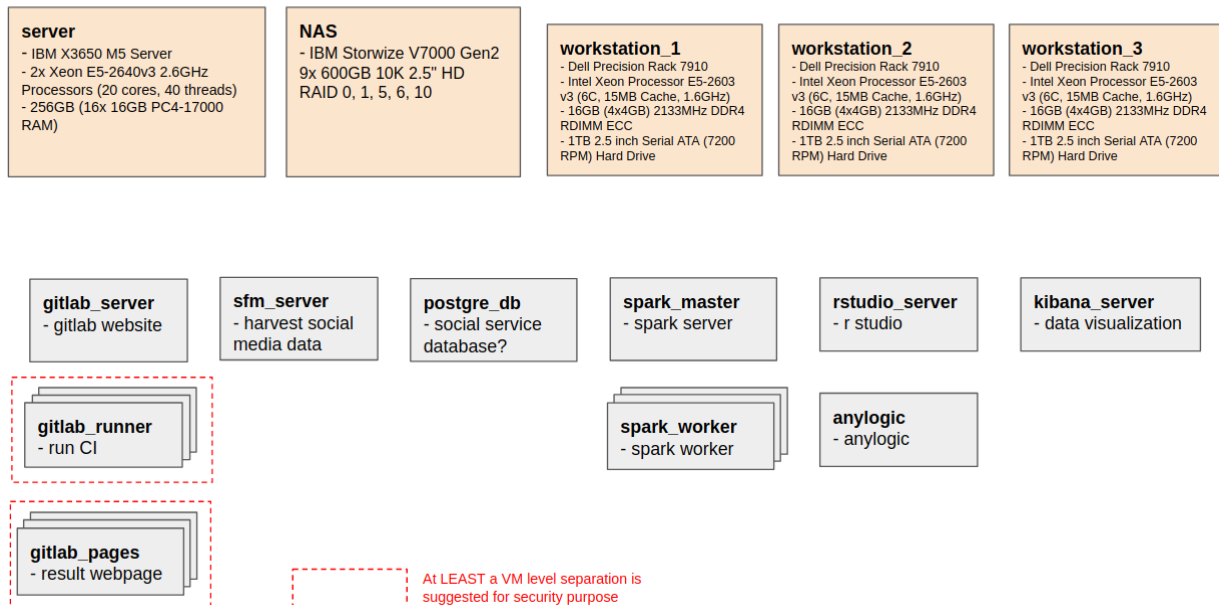 server
- IBM X3650 M5 Server
- 2x Xeon E5-2640v3 2.6GHz
Processors (20 cores, 40 threads)
- 256GB (16x 16GB PC4-17000
RAM)
NAS
- IBM Storwize V7000 Gen2
9x 600GB 10K 2.5" HD
RAID 0, 1, 5, 6, 10
workstation_1
- Dell Precision Rack 7910
- Intel Xeon Processor E5-2603
v3 (6C, 15MB Cache, 1.6GHz)
- 16GB (4x4GB) 2133MHz DDR4
RDIMM ECC
- 1TB 2.5 inch Serial ATA (7200
RPM) Hard Drive
workstation_2
- Dell Precision Rack 7910
- Intel Xeon Processor E5-2603
v3 (6C, 15MB Cache, 1.6GHz)
- 16GB (4x4GB) 2133MHz DDR4
RDIMM ECC
- 1TB 2.5 inch Serial ATA (7200
RPM) Hard Drive
workstation_3
- Dell Precision Rack 7910
- Intel Xeon Processor E5-2603
v3 (6C, 15MB Cache, 1.6GHz)
- 16GB (4x4GB) 2133MHz DDR4
RDIMM ECC
- 1TB 2.5 inch Serial ATA (7200
RPM) Hard Drive
gitlab_server
- gitlab website
sfm_server
- harvest social
media data
postgre_db
- social service
database?
spark_master
- spark server
rstudio_server
- r studio
kibana_server
- data visualization
gitlab_runner
- run CI
spark_worker
- spark worker
anylogic
- anylogic
gitlab_pages
- result webpage
At LEAST a VM level separation is
suggested for security purpose